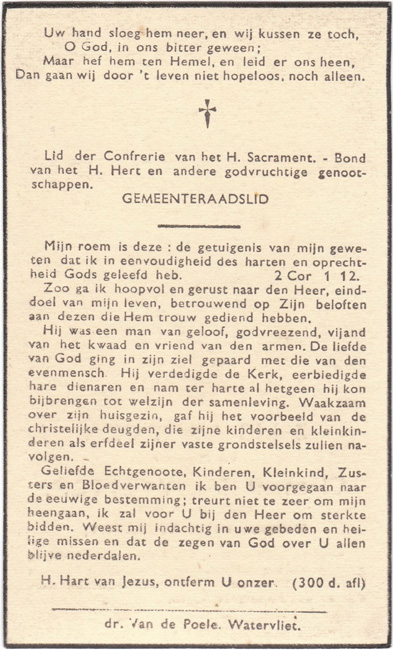 Uw hand sloeg hem neer, en wij kussen ze toch,
O God, in ons bitter geween;
Maar hef hem ten Hemel, en leid er ons heen,
Dan gaan wij door 't leven niet hopeloos, noch alleen.
Lid der Confrerie van het H. Sacrament. - Bond
van het H. Hert en andere godvruchtige genoot-
schappen.
GEMEENTERAADSLID
Mijn roem is deze : de getuigenis van mijn gewe-
ten dat ik in eenvoudigheid des harten en oprecht-
heid Gods geleefd heb. 2 Cor 1 12.
Zoo ga ik hoopvol en gerust naar den Heer, eind-
doel van mijn leven, betrouwend op Zijn beloften
aan dezen die Hem trouw gediend hebben.
Hij was een man van geloof, godvreezend, vijand
van het kwaad en vriend van den armen. De liefde
van God ging in zijn ziel gepaard met die van den
evenmensch. Hij verdedigde de Kerk, eerbiedigde
hare dienaren en nam ter harte al hetgeen hij kon
bijbrengen tot welzijn der samenleving. Waakzaam
over zijn huisgezin, gaf hij het voorbeeld van de
christelijke deugden, die zijne kinderen en kleinkin-
deren als erfdeel zijner vaste grondstelsels zullen na-
volgen.
Geliefde Echtgenoote, Kinderen, Kleinkind, Zus-
ters en Bloedverwanten ik ben U voorgegaan naar
de eeuwige bestemming; treurt niet te zeer om mijn
heengaan, ik zal voor U bij den Heer om sterkte
bidden. Weest mij indachtig in uwe gebeden en hei-
lige missen en dat de zegen van God over U allen
blijve nederdalen.
H. Hart van Jezus, ontferm U onzer. (300 d. afl)
dr. Van de Poele. Watervliet.